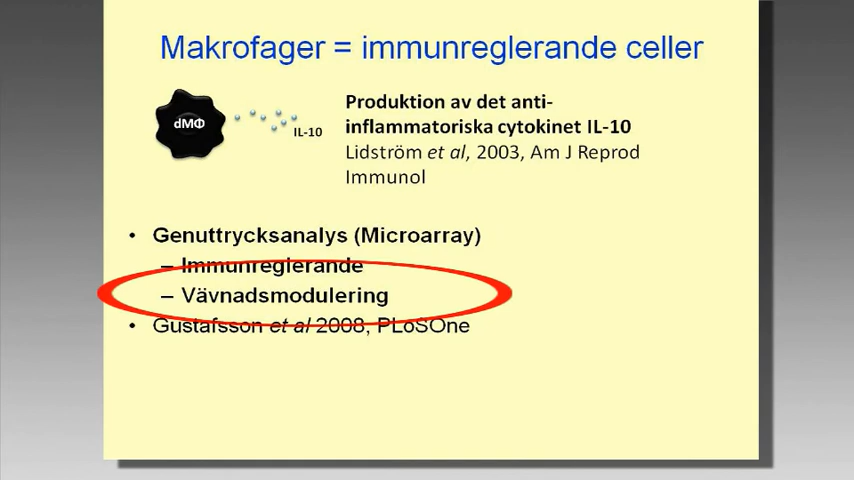 Makrofager = immunreglerande celler
dMΦ
IL-10
Produktion av det anti-
inflammatoriska cytokinet IL-10
Lidström et al, 2003, Am J Reprod
Immunol
• Genuttrycksanalys (Microarray)
– Immunreglerande
– Vävnadsmodulering
• Gustafsson et al 2008, PLoSOne